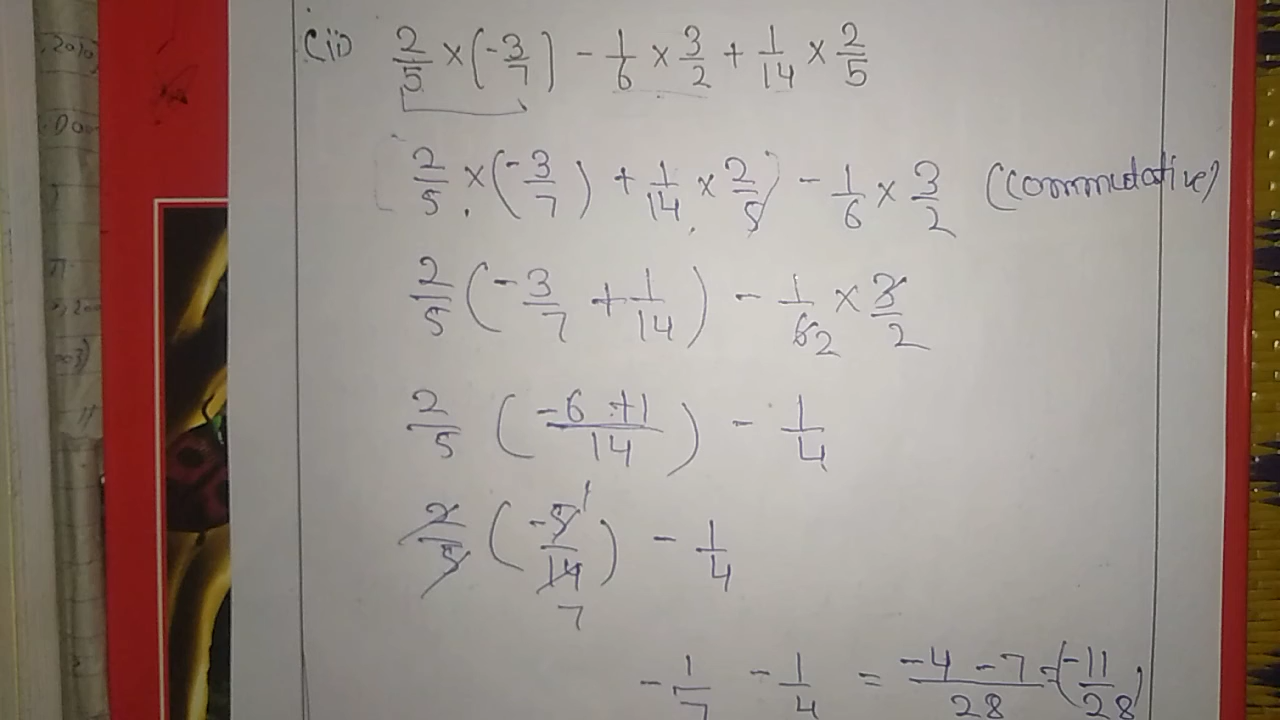 (ii) 2/5 × (-3/7) - 1/6 × 3/2 + 1/14 × 2/5
2/5 × (-3/7) + 1/14 × 2/5) - 1/6 × 3/2 (commutative)
2/5 (-3/7 + 1/14) - 1/6 2 × 3/2
2/5 (-6+1/14) - 1/4
2/5 (-5/14) - 1/4
1
7
-1/7 - 1/4 = -4-7/28 = (-11/28)